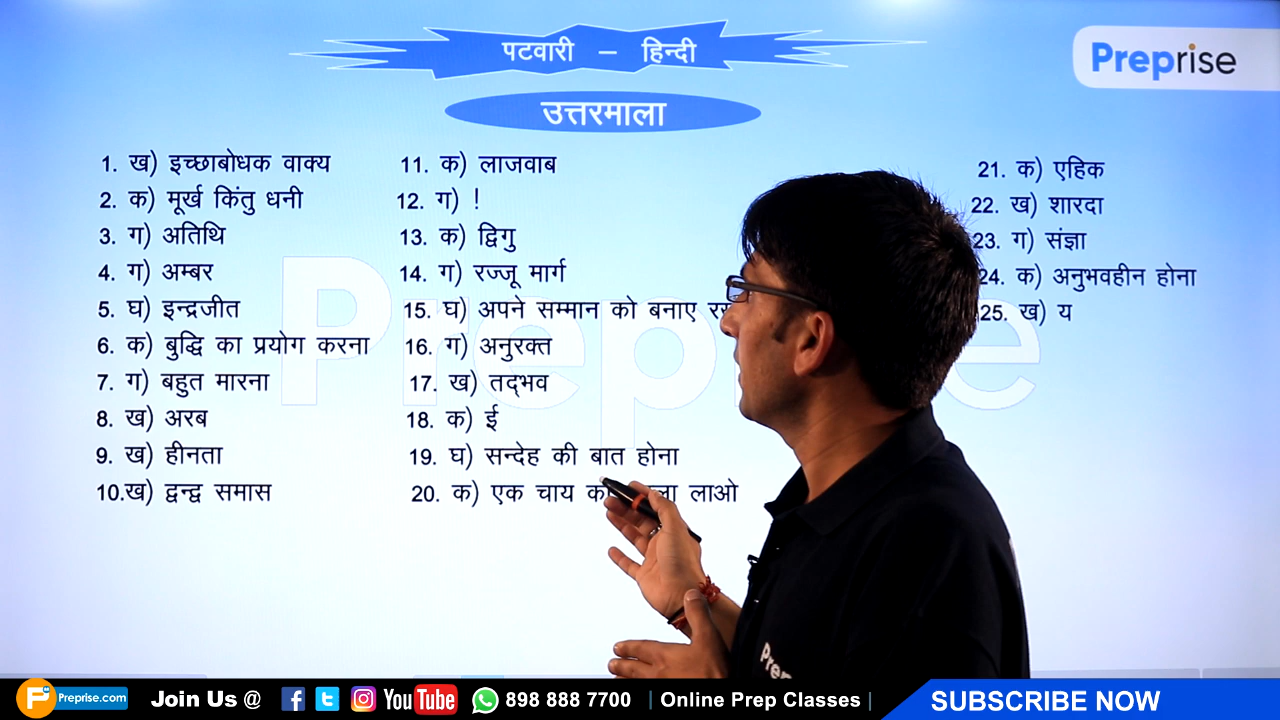 पटवारी – हिन्दी
Preprise
उत्तरमाला
1. ख) इच्छाबोधक वाक्य
2. क) मूर्ख किंतु धनी
3. ग) अतिथि
4. ग) अम्बर
5. घ) इन्द्रजीत
6. क) बुद्धि का प्रयोग करना
7. ग) बहुत मारना
8. ख) अरब
9. ख) हीनता
10.ख) द्वन्द्व समास
11. क) लाजवाब
12. ग) !
13. क) द्विगु
14. ग) रज्जू मार्ग
15. घ) अपने सम्मान को बनाए
16. ग) अनुरक्त
17. ख) तद्भव
18. क) ई
19. घ) सन्देह की बात होना
20. क) एक चाय लाओ
21. क) एहिक
22. ख) शारदा
23. ग) संज्ञा
24. क) अनुभवहीन होना
25. ख) य
Preprise.com Join Us @ You Tube 898 888 7700 | Online Prep Classes | SUBSCRIBE NOW